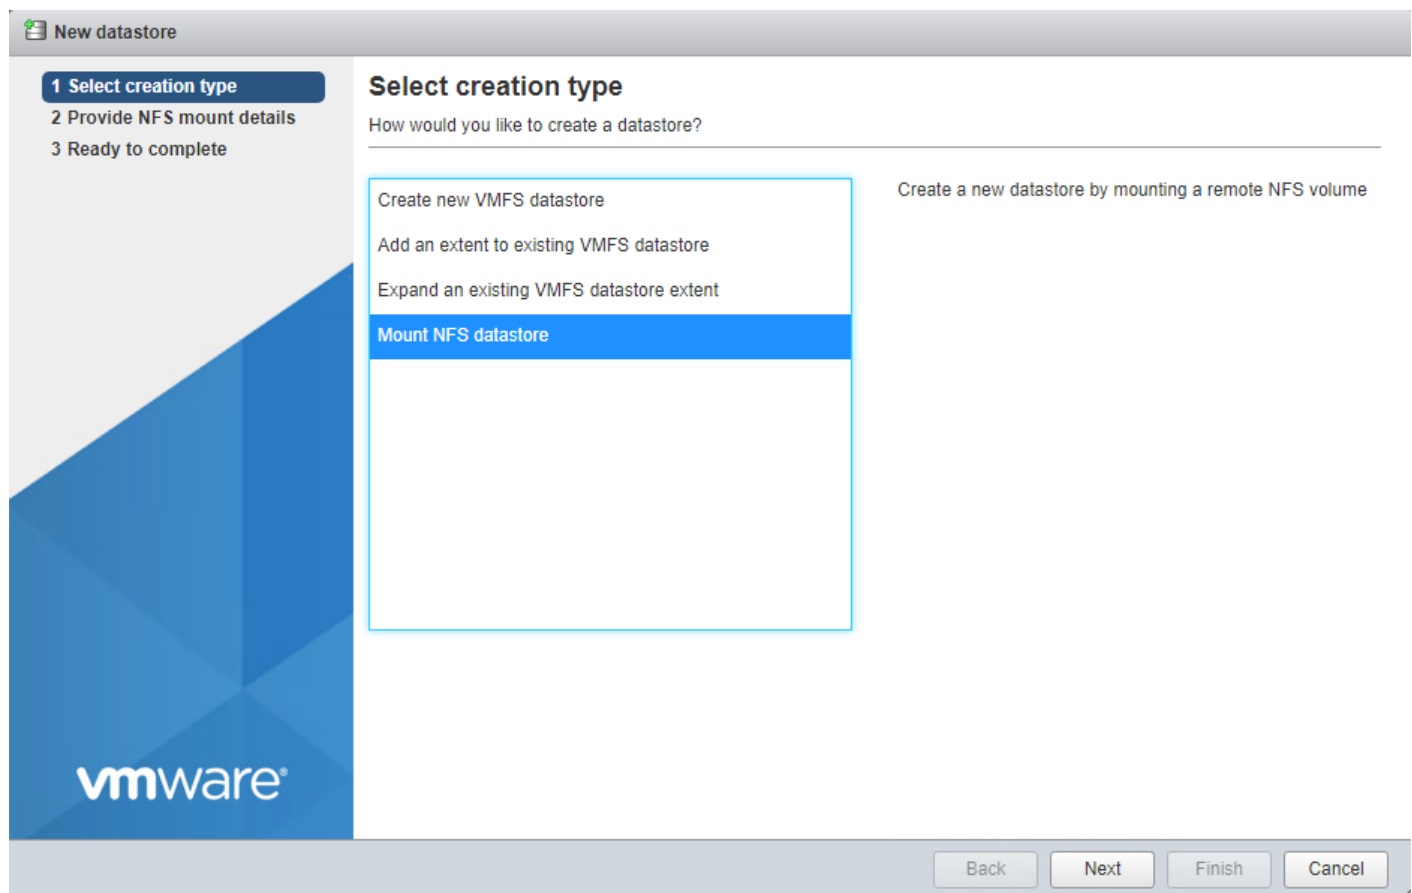 New datastore
1 Select creation type
2 Provide NFS mount details
3 Ready to complete
Select creation type
How would you like to create a datastore?
Create new VMFS datastore
Add an extent to existing VMFS datastore
Expand an existing VMFS datastore extent
Mount NFS datastore
Create a new datastore by mounting a remote NFS volume
vmware®
Back
Next
Finish
Cancel